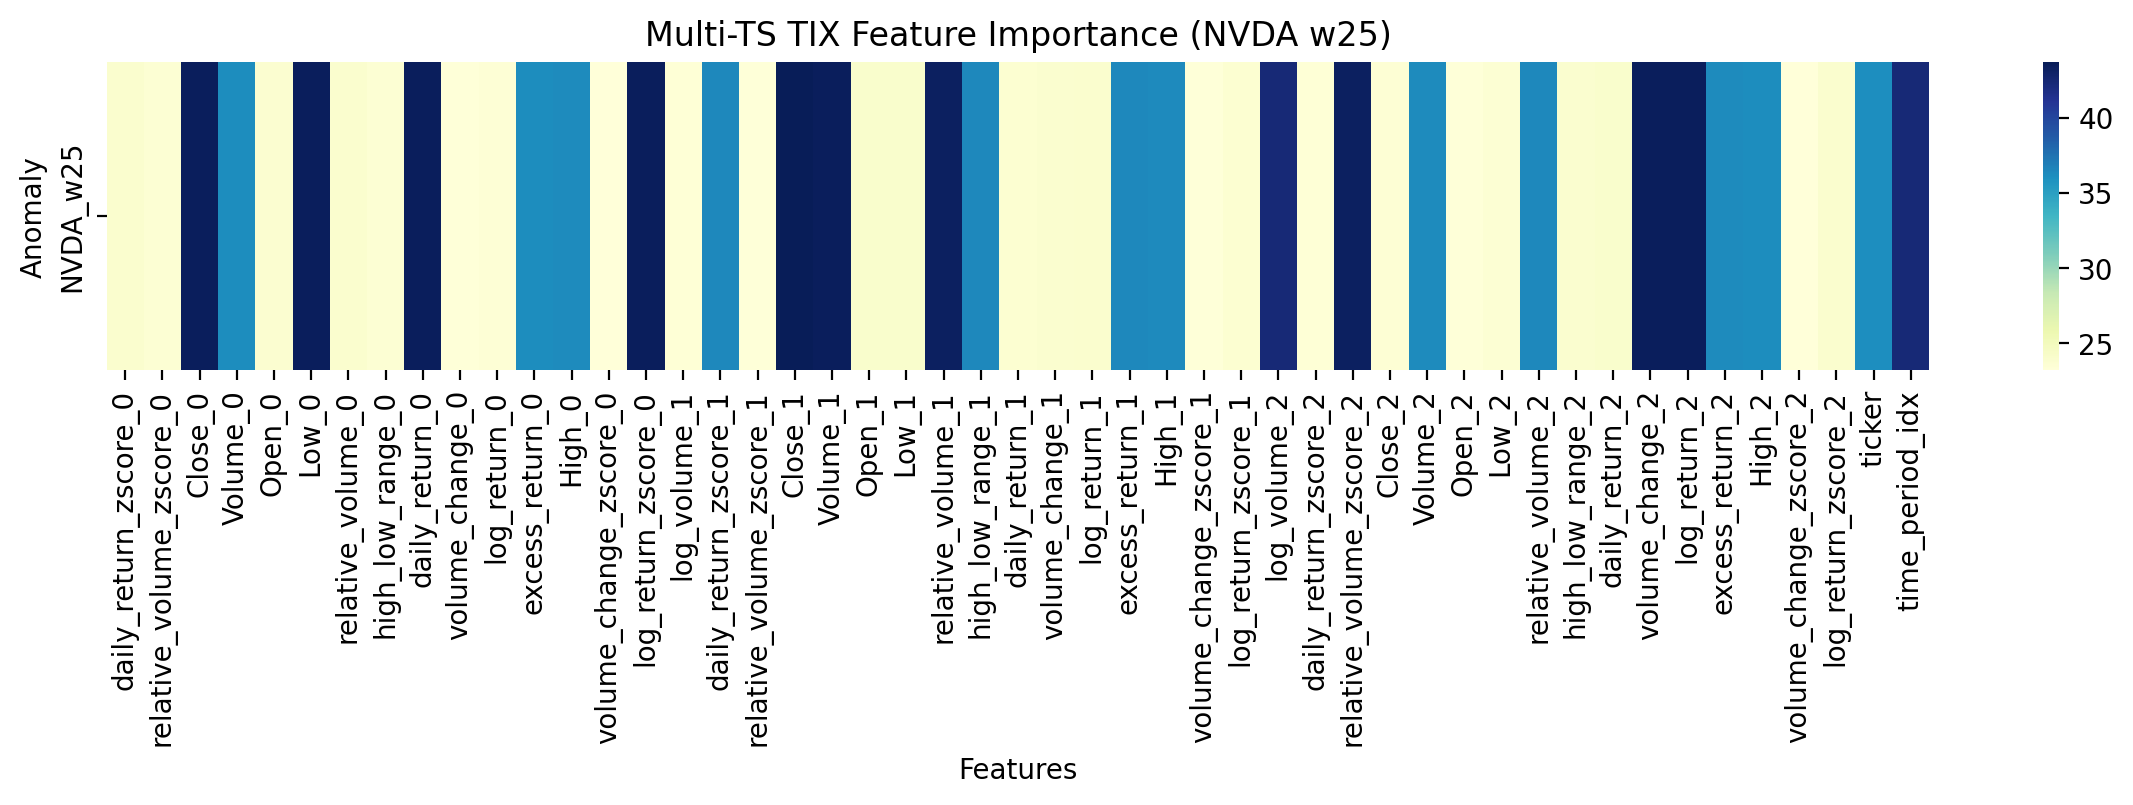 Multi-TS TIX Feature Importance (NVDA w25)
Anomaly
NVDA_w25
40
35
30
25
daily_return_zscore_0
relative_volume_zscore_0
Close_0
Volume_0
Open_0
Low_0
relative_volume_0
high_low_range_0
daily_return_0
volume_change_0
log_return_0
excess_return_0
High_0
volume_change_zscore_0
log_return_zscore_0
log_volume_1
daily_return_zscore_1
relative_volume_zscore_1
Close_1
Volume_1
Open_1
Low_1
relative_volume_1
high_low_range_1
daily_return_1
volume_change_1
log_return_1
excess_return_1
High_1
volume_change_zscore_1
log_return_zscore_1
log_volume_2
daily_return_zscore_2
relative_volume_zscore_2
Close_2
Volume_2
Open_2
Low_2
relative_volume_2
high_low_range_2
daily_return_2
volume_change_2
log_return_2
excess_return_2
High_2
volume_change_zscore_2
log_return_zscore_2
ticker
time_period_idx
Features